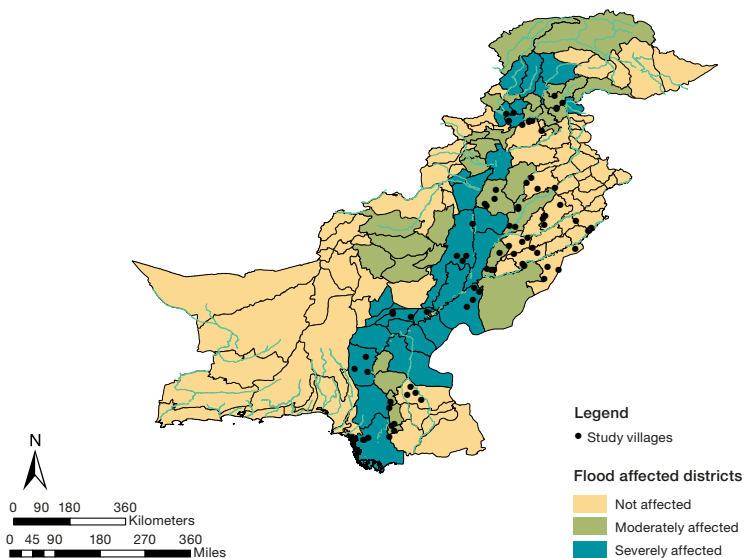 Legend
Study villages
Flood affected districts
Not affected
Moderately affected
Severely affected
N
0 90 180 360
Kilometers
0 45 90 180 270 360
Miles